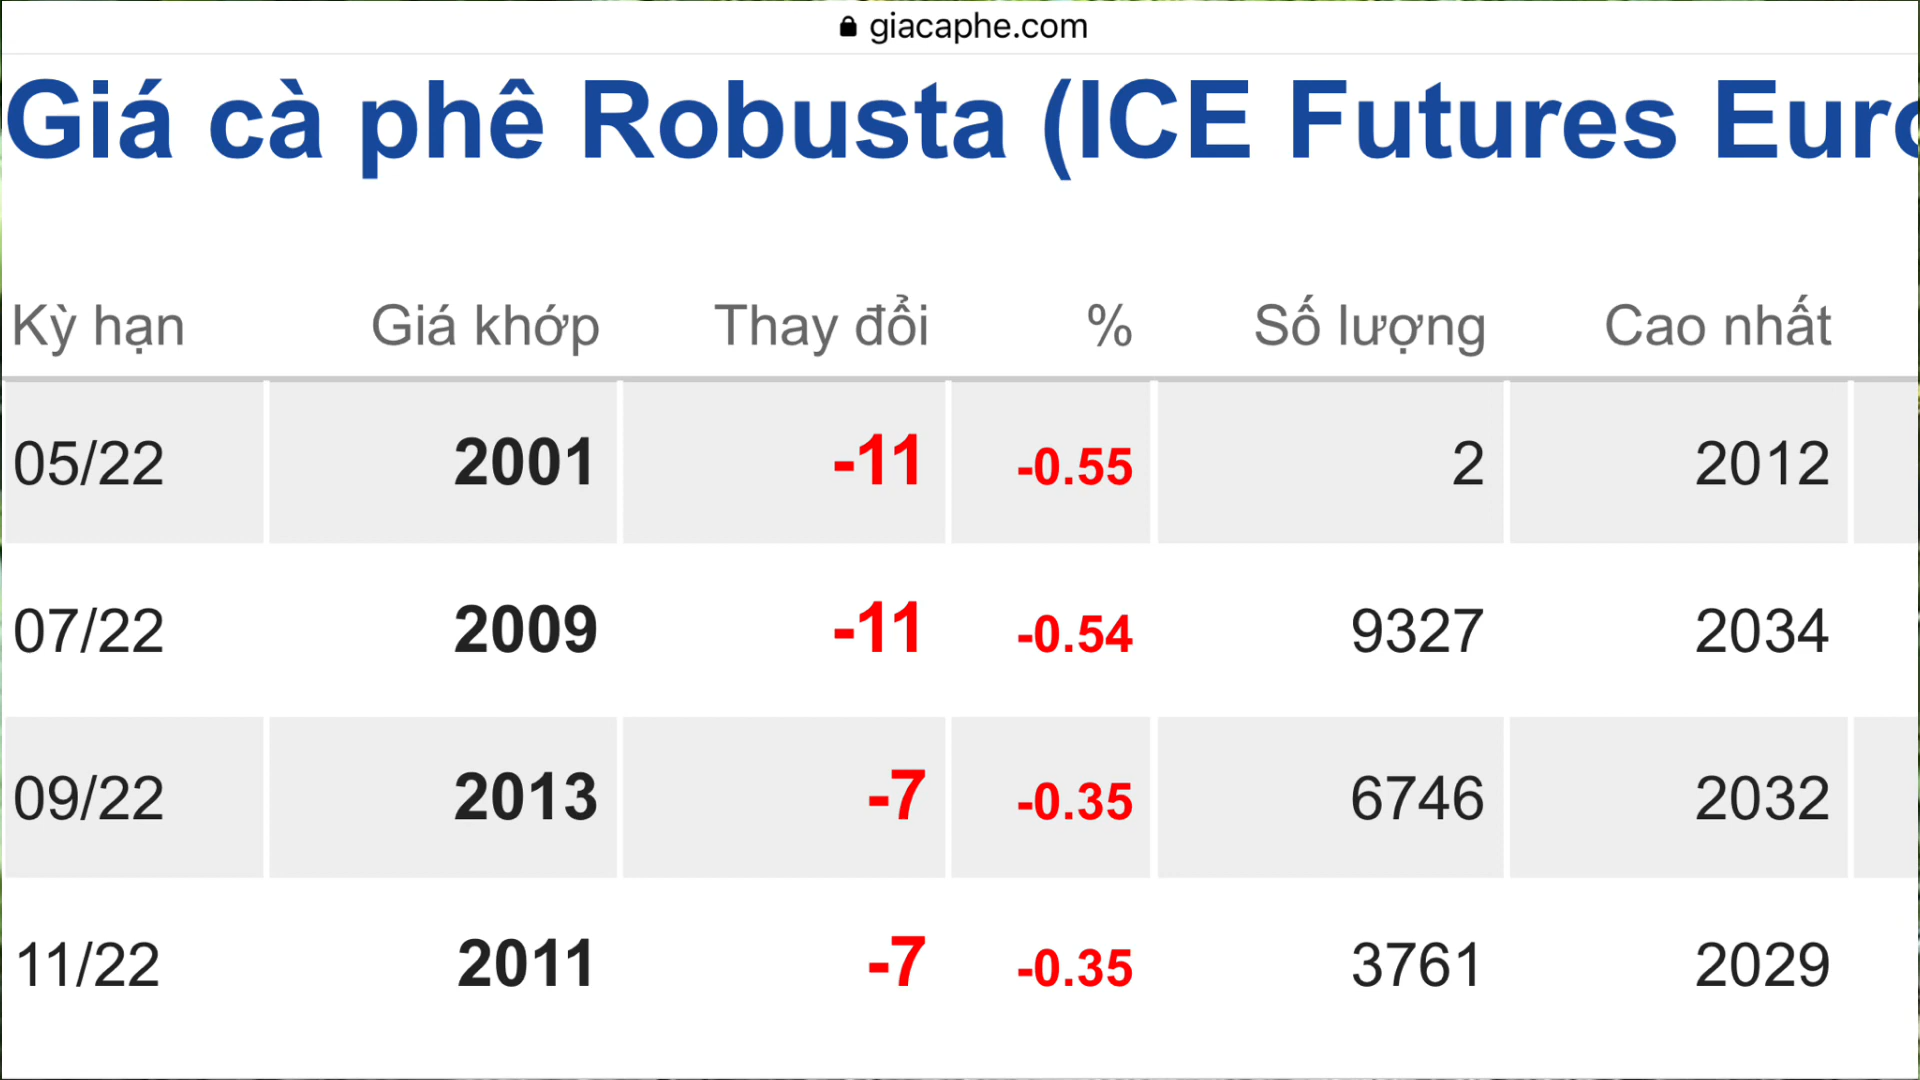 giacaphe.com
Giá cà phê Robusta (ICE Futures Euro
Kỳ hạn Giá khớp Thay đổi % Số lượng Cao nhất
05/22 2001 -11 -0.55 2 2012
07/22 2009 -11 -0.54 9327 2034
09/22 2013 -7 -0.35 6746 2032
11/22 2011 -7 -0.35 3761 2029